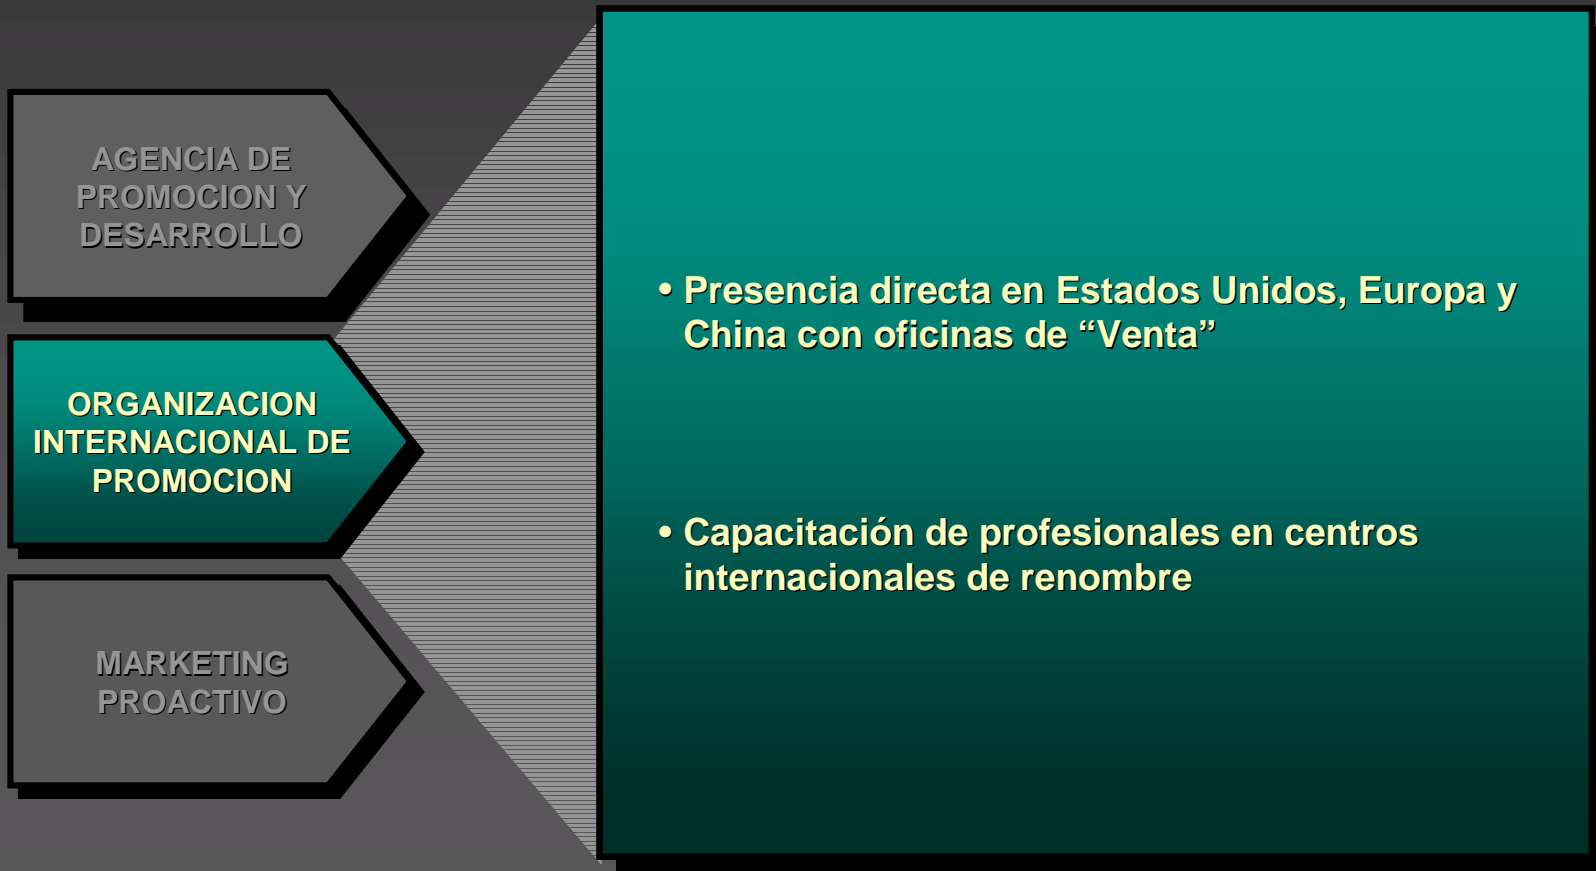 AGENCIA DE
PROMOCION Y
DESARROLLO
ORGANIZACION
INTERNACIONAL DE
PROMOCION
MARKETING
PROACTIVO
• Presencia directa en Estados Unidos, Europa y
China con oficinas de “Venta”
• Capacitación de profesionales en centros
internacionales de renombre